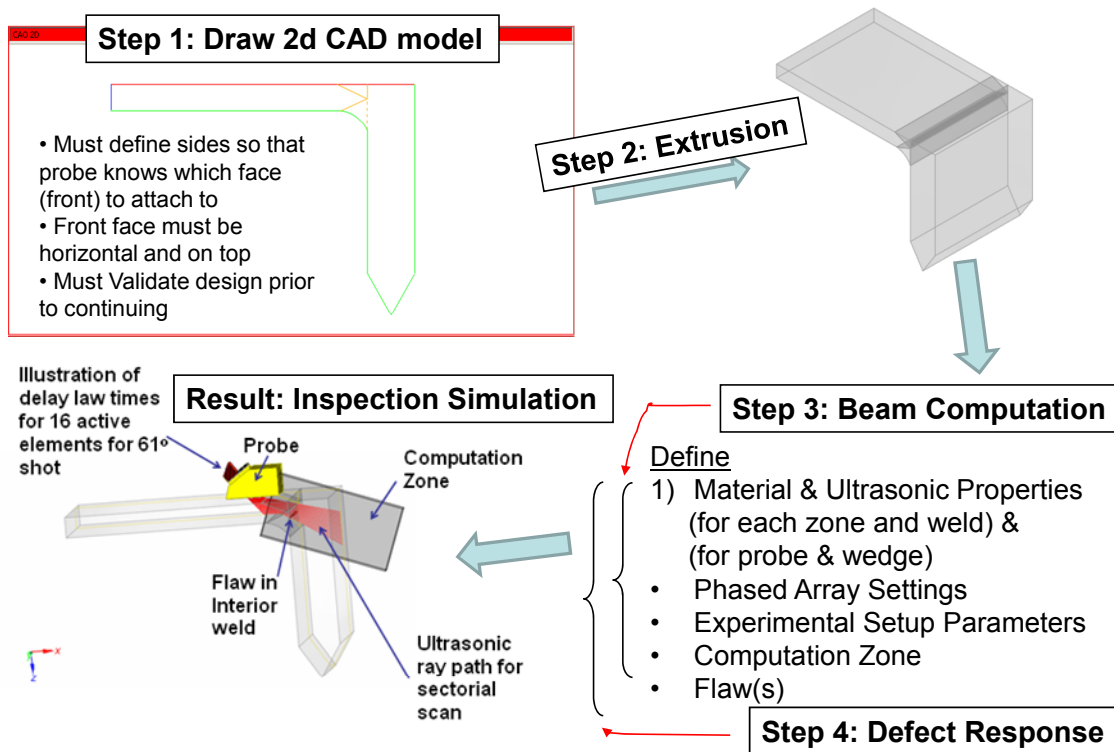 CAO 2D
Step 1: Draw 2d CAD model
• Must define sides so that
probe knows which face
(front) to attach to
• Front face must be
horizontal and on top
• Must Validate design prior
to continuing
Step 2: Extrusion
Step 3: Beam Computation
Define
1) Material & Ultrasonic Properties
(for each zone and weld) &
(for probe & wedge)
• Phased Array Settings
• Experimental Setup Parameters
• Computation Zone
• Flaw(s)
Step 4: Defect Response
Result: Inspection Simulation
Illustration of
delay law times
for 16 active
elements for 61º
shot
Probe
Computation
Zone
Flaw in
Interior
weld
Ultrasonic
ray path for
sectorial
scan
x
z